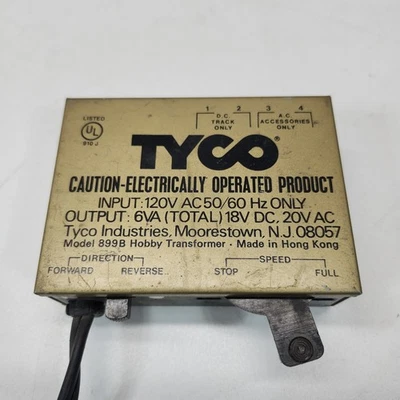 LISTED
UL
®
810 J
1 2 3 4
D.C. TRACK ONLY
A.C. ACCESSORIES ONLY
TYCO®
CAUTION-ELECTRICALLY OPERATED PRODUCT
INPUT: 120V AC 50/60 Hz ONLY
OUTPUT: 6VA (TOTAL) 18V DC, 20V AC
Tyco Industries, Moorestown, N.J. 08057
Model 899B Hobby Transformer • Made in Hong Kong
DIRECTION SPEED
FORWARD REVERSE STOP FULL